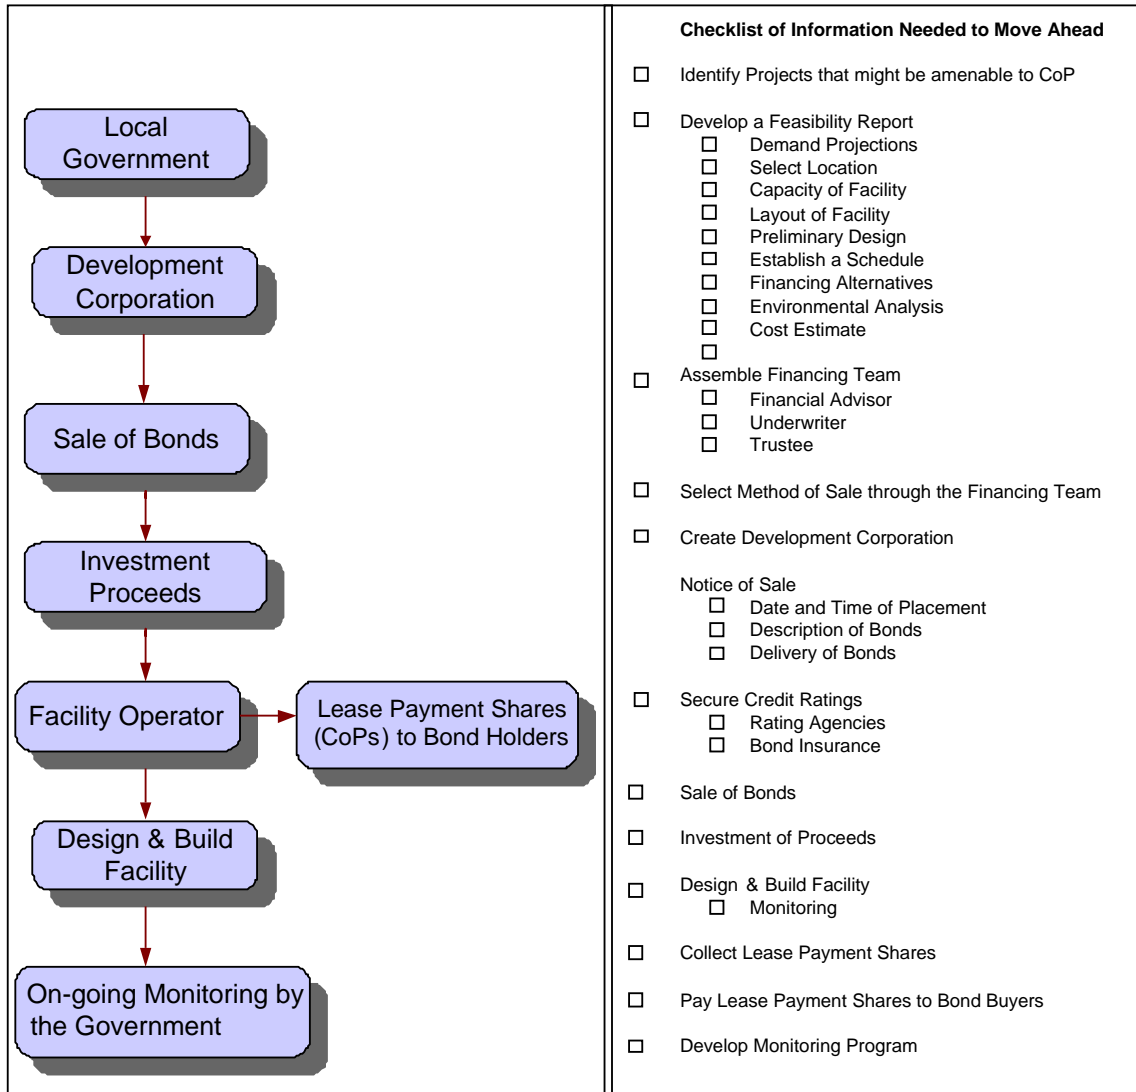 Local
Government
Development
Corporation
Sale of Bonds
Investment
Proceeds
Facility Operator
Lease Payment Shares
(CoPs) to Bond Holders
Design & Build
Facility
On-going Monitoring by
the Government
Checklist of Information Needed to Move Ahead
Identify Projects that might be amenable to CoP
Develop a Feasibility Report
Demand Projections
Select Location
Capacity of Facility
Layout of Facility
Preliminary Design
Establish a Schedule
Financing Alternatives
Environmental Analysis
Cost Estimate
Assemble Financing Team
Financial Advisor
Underwriter
Trustee
Select Method of Sale through the Financing Team
Create Development Corporation
Notice of Sale
Date and Time of Placement
Description of Bonds
Delivery of Bonds
Secure Credit Ratings
Rating Agencies
Bond Insurance
Sale of Bonds
Investment of Proceeds
Design & Build Facility
Monitoring
Collect Lease Payment Shares
Pay Lease Payment Shares to Bond Buyers
Develop Monitoring Program